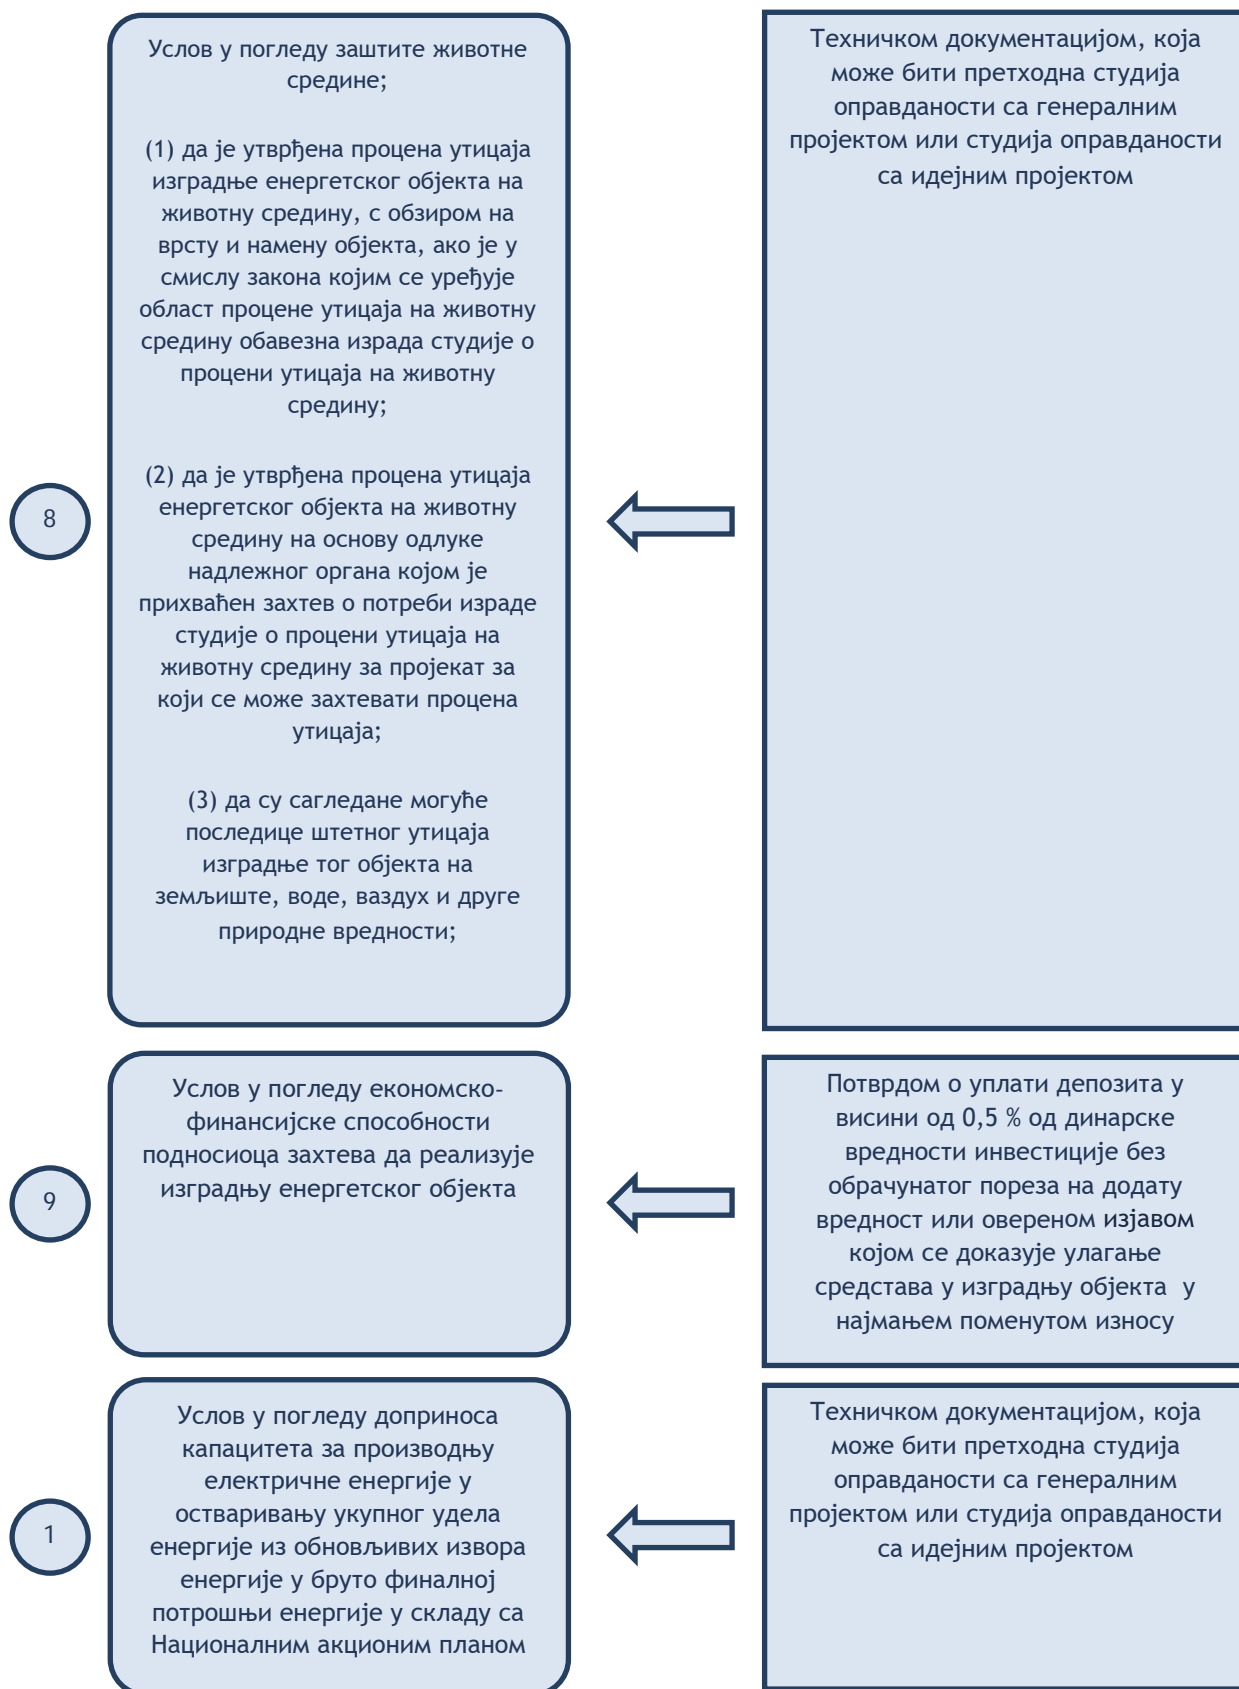 Услов у погледу заштите животне
средине;
(1) да је утврђена процена утицаја
изградње енергетског објекта на
животну средину, с обзиром на
врсту и намену објекта, ако је у
смислу закона којим се уређује
област процене утицаја на животну
средину обавезна израда студије о
процени утицаја на животну
средину;
(2) да је утврђена процена утицаја
енергетског објекта на животну
средину на основу одлуке
надлежног органа којом је
прихваћен захтев о потреби израде
студије о процени утицаја на
животну средину за пројекат за
који се може захтевати процена
утицаја;
(3) да су сагледане могуће
последице штетног утицаја
изградње тог објекта на
земљиште, воде, ваздух и друге
природне вредности;
8
Техничком документацијом, која
може бити претходна студија
оправданости са генералним
пројектом или студија оправданости
са идејним пројектом
Услов у погледу економско-
финансијске способности
подносиоца захтева да реализује
изградњу енергетског објекта
9
Потврдом о уплати депозита у
висини од 0,5 % од динарске
вредности инвестиције без
обрачунатог пореза на додату
вредност или овереном изјавом
којом се доказује улагање
средстава у изградњу објекта у
најмањем поменутом износу
Услов у погледу доприноса
капацитета за производњу
електричне енергије у
остваривању укупног удела
енергије из обновљивих извора
енергије у бруто финалној
потрошњи енергије у складу са
Националним акционим планом
1
Техничком документацијом, која
може бити претходна студија
оправданости са генералним
пројектом или студија оправданости
са идејним пројектом